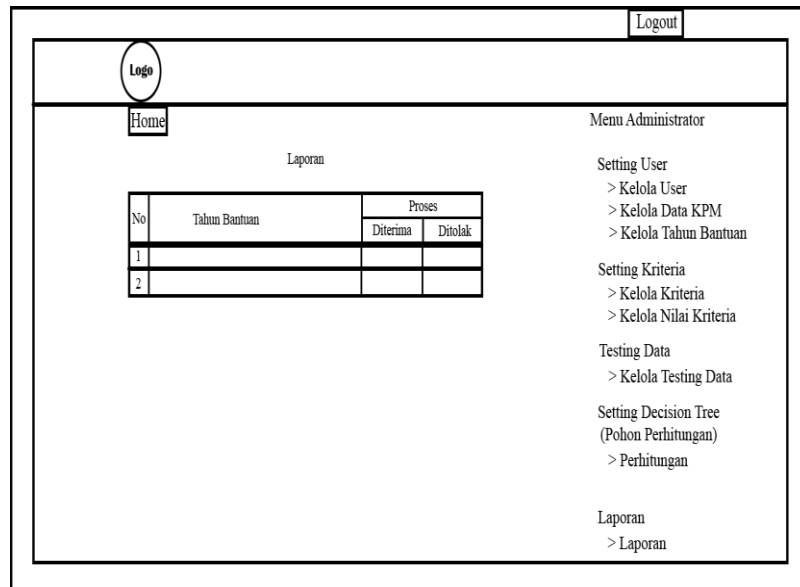 Logout
Logo
Home
Laporan
No
Tahun Bantuan
Proses
Diterima
Ditolak
1
2
Menu Administrator
Setting User
> Kelola User
> Kelola Data KPM
> Kelola Tahun Bantuan
Setting Kriteria
> Kelola Kriteria
> Kelola Nilai Kriteria
Testing Data
> Kelola Testing Data
Setting Decision Tree
(Pohon Perhitungan)
> Perhitungan
Laporan
> Laporan